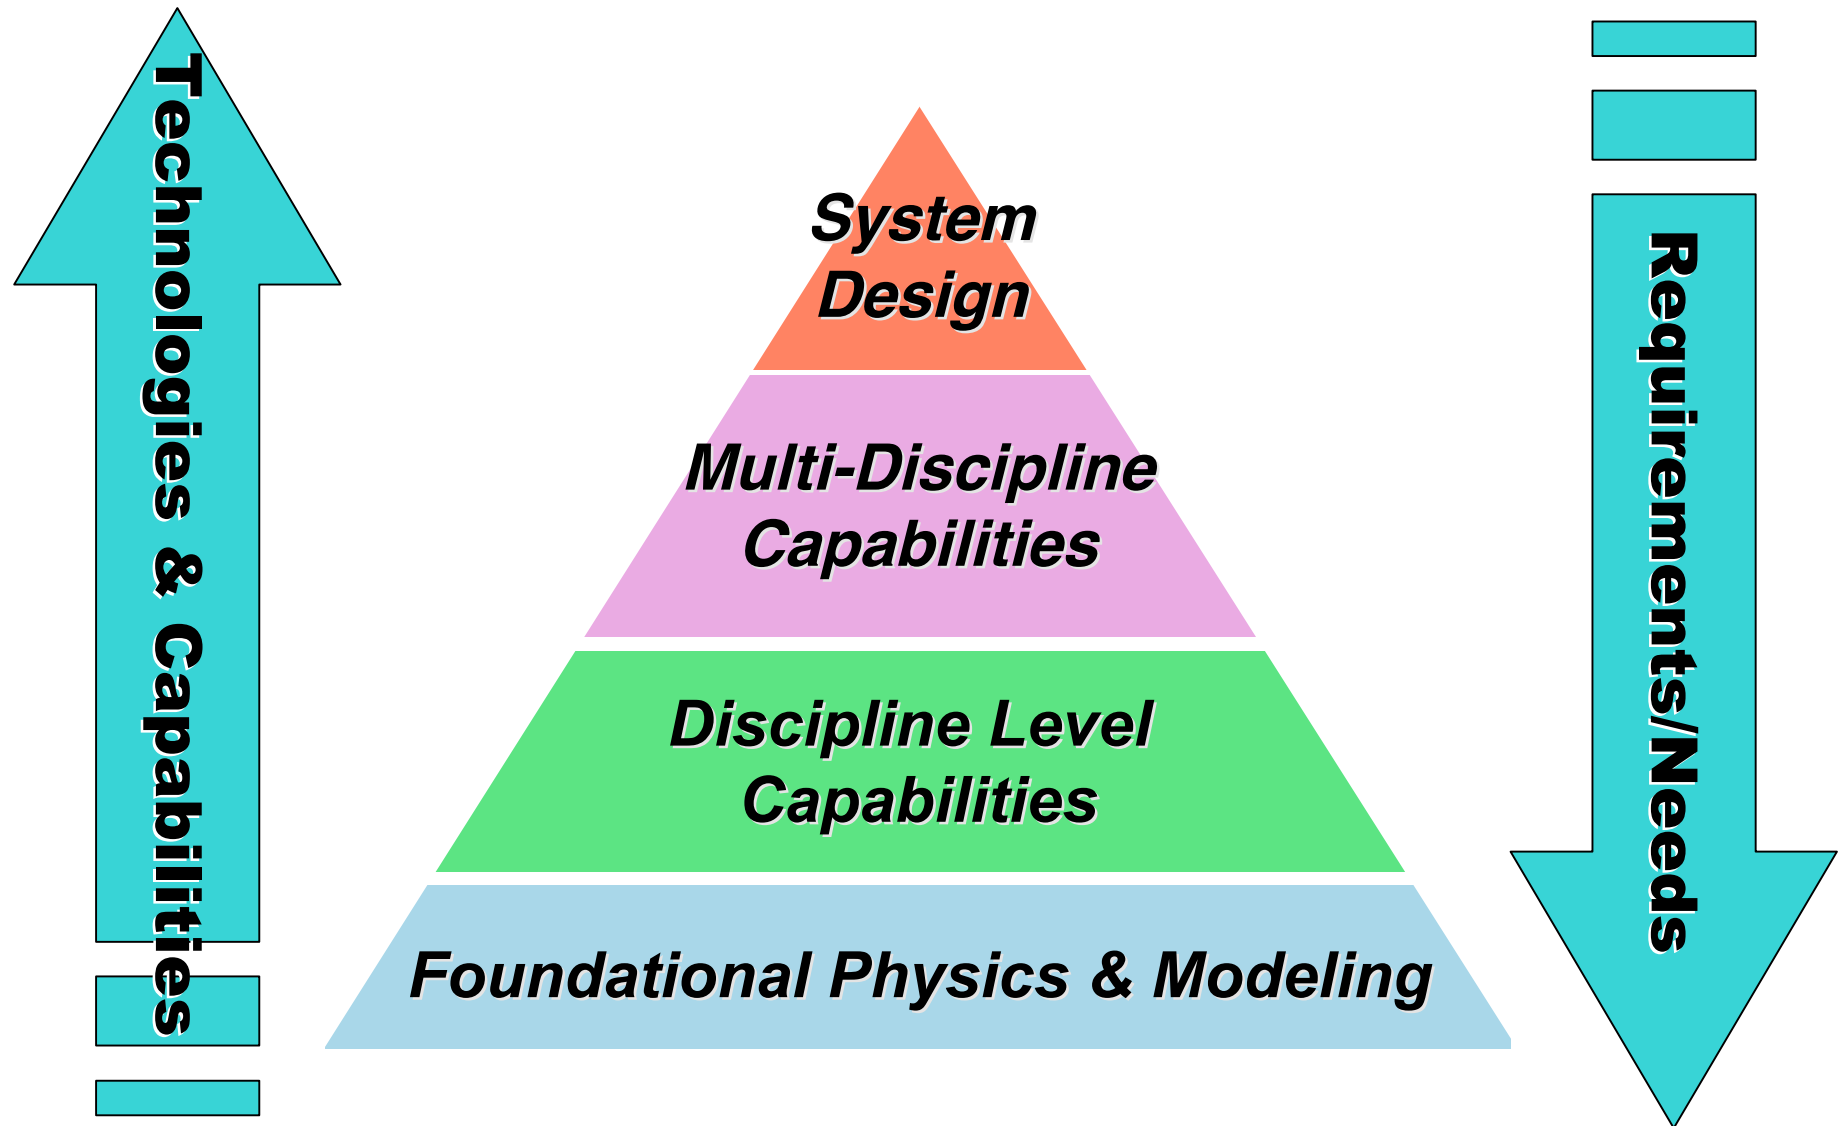 Technologies & Capabilities
System
Design
Multi-Discipline
Capabilities
Discipline Level
Capabilities
Foundational Physics & Modeling
Requirements/Needs